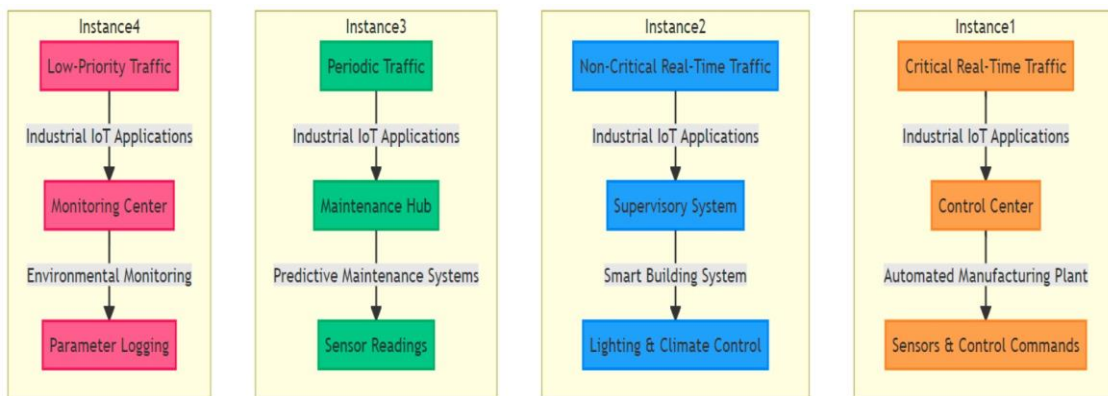 Instance4
Low-Priority Traffic
Industrial IoT Applications
Monitoring Center
Environmental Monitoring
Parameter Logging
Instance3
Periodic Traffic
Industrial IoT Applications
Maintenance Hub
Predictive Maintenance Systems
Sensor Readings
Instance2
Non-Critical Real-Time Traffic
Industrial IoT Applications
Supervisory System
Smart Building System
Lighting & Climate Control
Instance1
Critical Real-Time Traffic
Industrial IoT Applications
Control Center
Automated Manufacturing Plant
Sensors & Control Commands